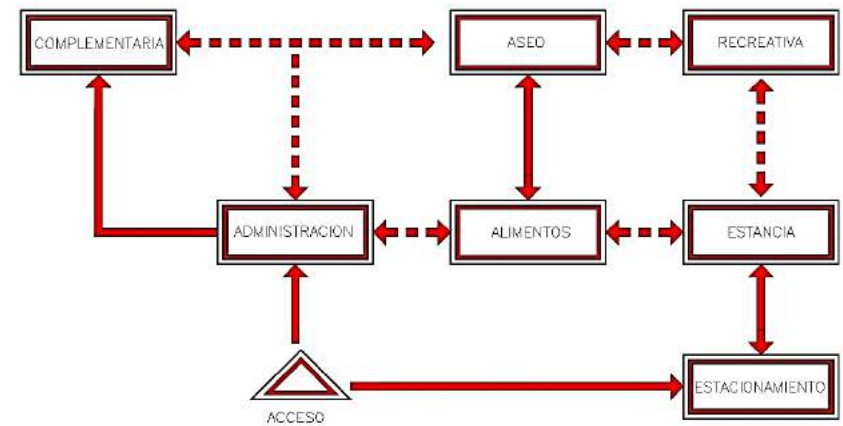 COMPLEMENTARIA
ASEO
RECREATIVA
ADMINISTRACION
ALIMENTOS
ESTANCIA
ESTACIONAMIENTO
ACCESO